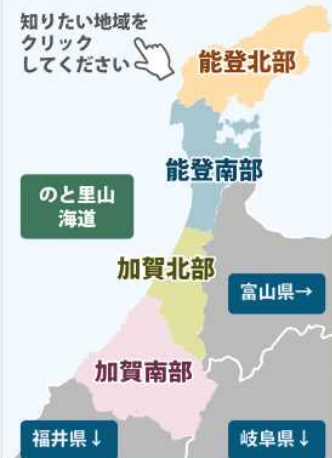 知りたい地域を
クリック
してください
能登北部
能登南部
のと里山
海道
加賀北部
富山県→
加賀南部
福井県↓
岐阜県↓